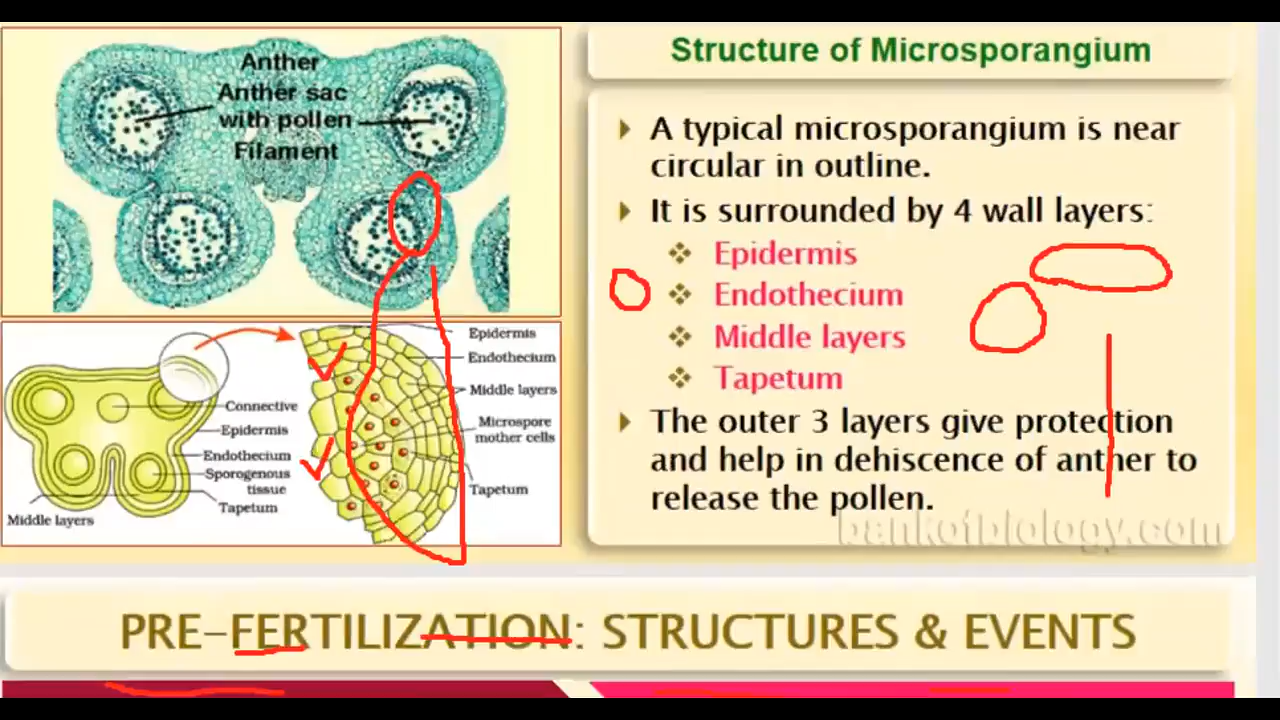 Anther
Anther sac
with pollen
Filament
Connective
Epidermis
Endothecium
Sporogenous
tissue
Tapetum
Middle layers
Epidermis
Endothecium
Middle layers
Microspore
mother cells
Tapetum
Structure of Microsporangium
A typical microsporangium is near
circular in outline.
It is surrounded by 4 wall layers:
Epidermis
Endothecium
Middle layers
Tapetum
The outer 3 layers give protection
and help in dehiscence of anther to
release the pollen.
bankofbiology.com
PRE-FERTILIZATION: STRUCTURES & EVENTS